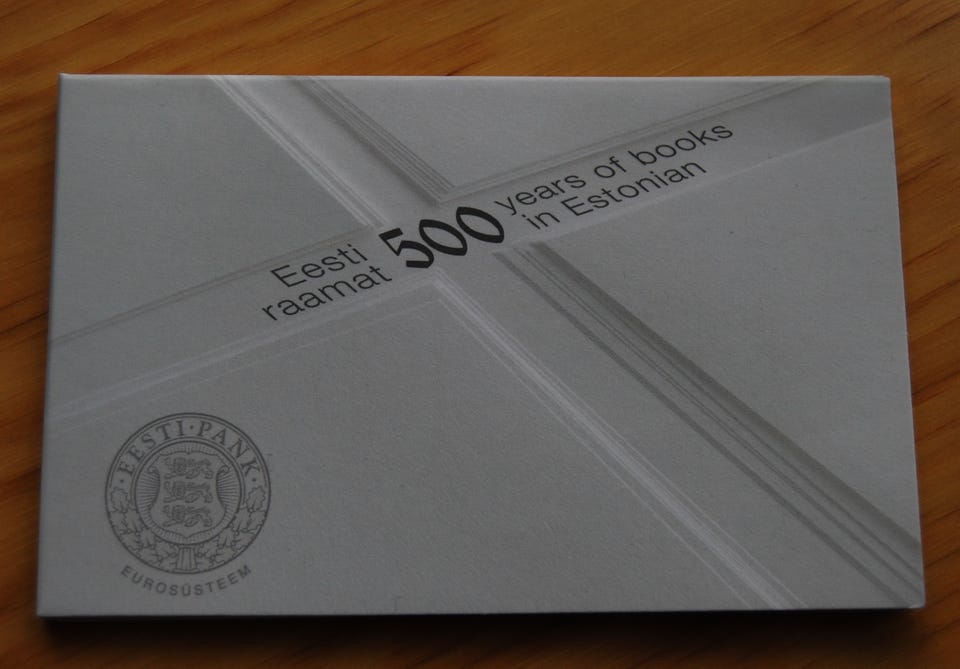 Eesti
raamat
500
years of books
in Estonian
EESTI·PANK
EUROSÜSTEEM